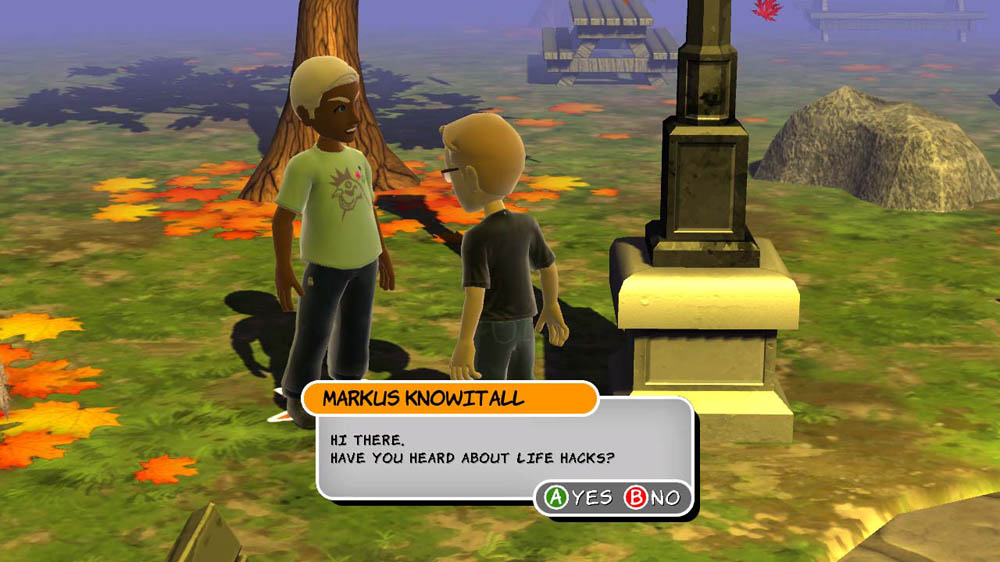 MARKUS KNOWITALL
HI THERE.
HAVE YOU HEARD ABOUT LIFE HACKS?
A YES B NO